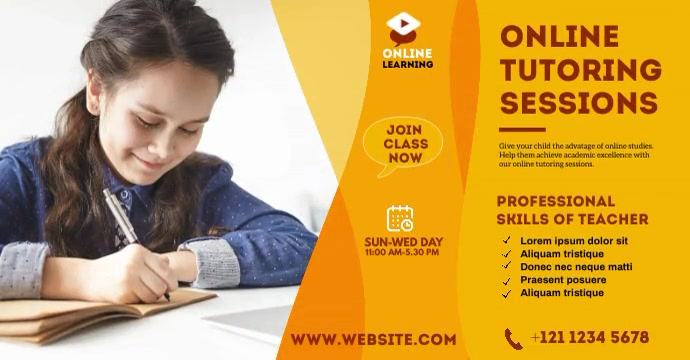 ONLINE
LEARNING
JOIN
CLASS
NOW
SUN-WED DAY
11:00 AM-5.30 PM
WWW.WEBSITE.COM
ONLINE
TUTORING
SESSIONS
Give your child the advatage of online studies.
Help them achieve academic excellence with
our online tutoring sessions.
PROFESSIONAL
SKILLS OF TEACHER
Lorem ipsum dolor sit
Aliquam tristique
Donec nec neque matti
Praesent posuere
Aliquam tristique
+121 1234 5678